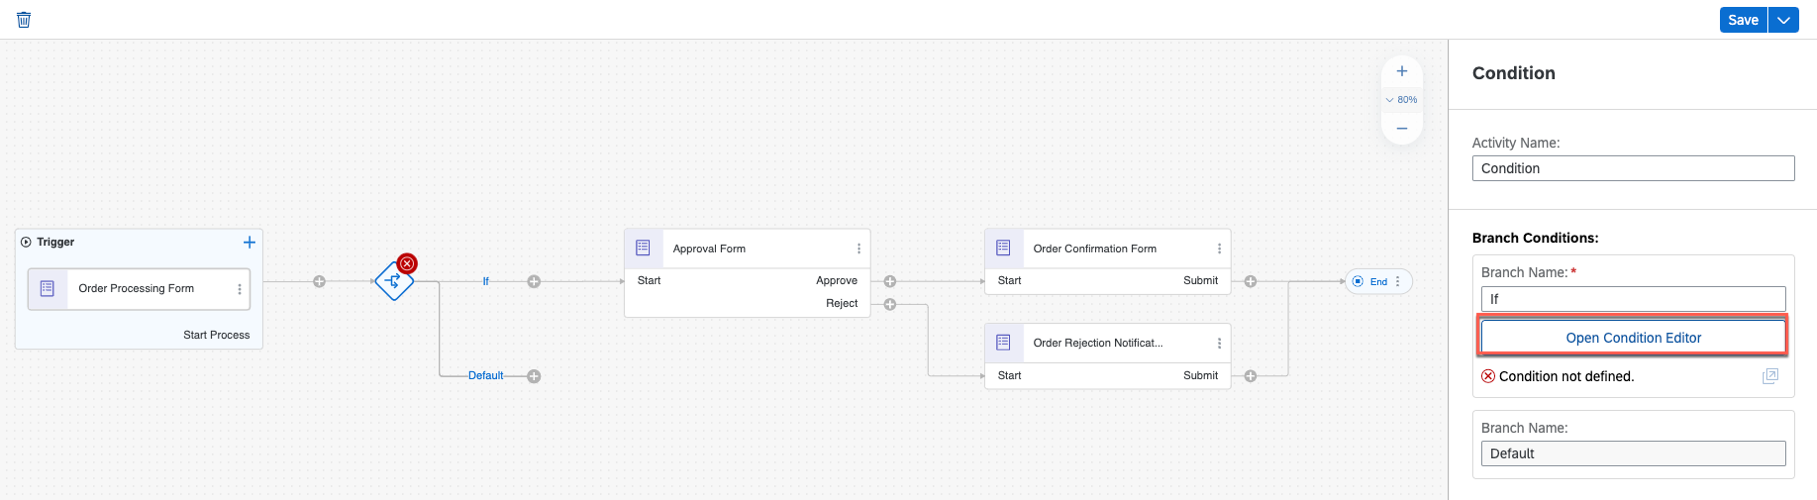 Save
80%
Trigger
Order Processing Form
Start Process
If
Default
Approval Form
Start
Approve
Reject
Order Confirmation Form
Start
Submit
Order Rejection Notificat...
Start
Submit
End
Condition
Activity Name:
Condition
Branch Conditions:
Branch Name: *
If
Open Condition Editor
Condition not defined.
Branch Name:
Default